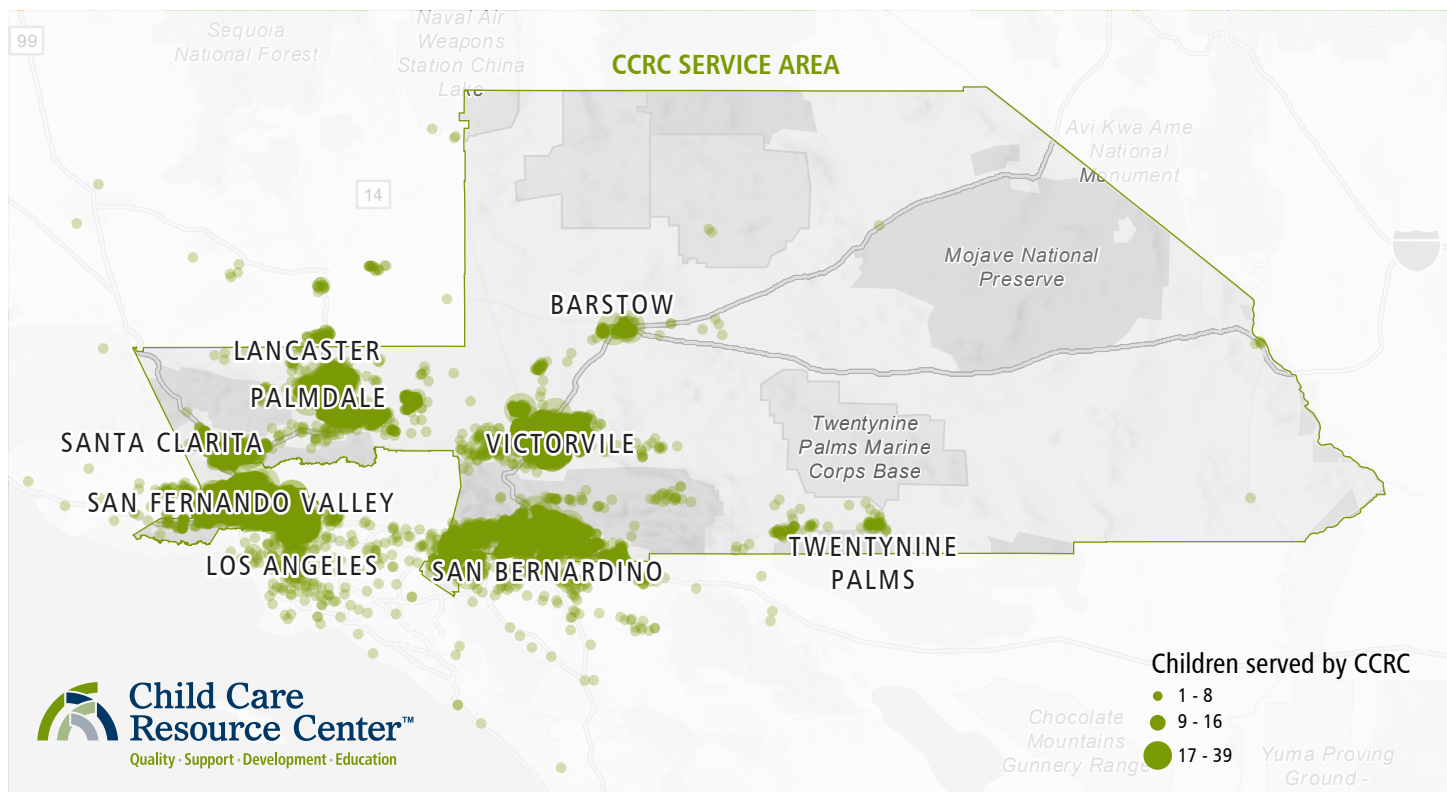 Naval Air
Weapons
Station China
Lake
Sequoia
National Forest
99
CCRC SERVICE AREA
Avi Kwa Ame
National
Monument
14
Mojave National
Preserve
BARSTOW
LANCASTER
PALMDALE
SANTA CLARITA
VICTORVILE
Twentynine
Palms Marine
Corps Base
SAN FERNANDO VALLEY
LOS ANGELES
SAN BERNARDINO
TWENTYNINE
PALMS
Children served by CCRC
1 - 8
9 - 16
17 - 39
Chocolate
Mountains
Gunnery Range
Yuma Proving
Ground -
Child Care
Resource Center™
Quality · Support · Development · Education